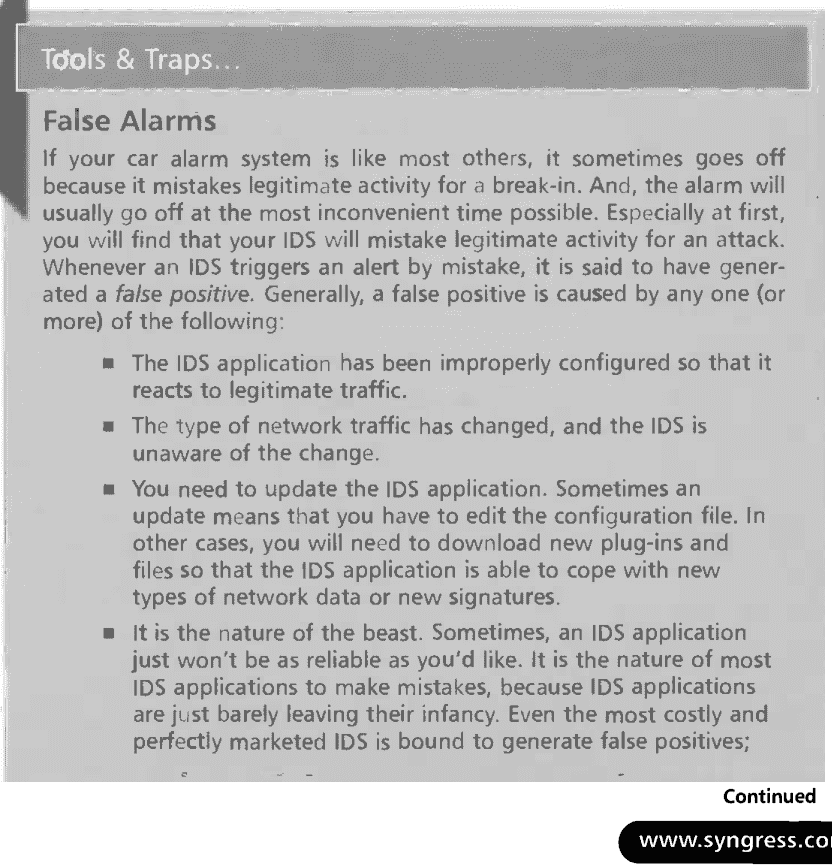 Tools & Traps...
False Alarms
If your car alarm system is like most others, it sometimes goes off
because it mistakes legitimate activity for a break-in. And, the alarm will
usually go off at the most inconvenient time possible. Especially at first,
you will find that your IDS will mistake legitimate activity for an attack.
Whenever an IDS triggers an alert by mistake, it is said to have gener-
ated a false positive. Generally, a false positive is caused by any one (or
more) of the following:
■ The IDS application has been improperly configured so that it
reacts to legitimate traffic.
■ The type of network traffic has changed, and the IDS is
unaware of the change.
■ You need to update the IDS application. Sometimes an
update means that you have to edit the configuration file. In
other cases, you will need to download new plug-ins and
files so that the IDS application is able to cope with new
types of network data or new signatures.
■ It is the nature of the beast. Sometimes, an IDS application
just won't be as reliable as you'd like. It is the nature of most
IDS applications to make mistakes, because IDS applications
are just barely leaving their infancy. Even the most costly and
perfectly marketed IDS is bound to generate false positives;
Continued
www.syngress.co